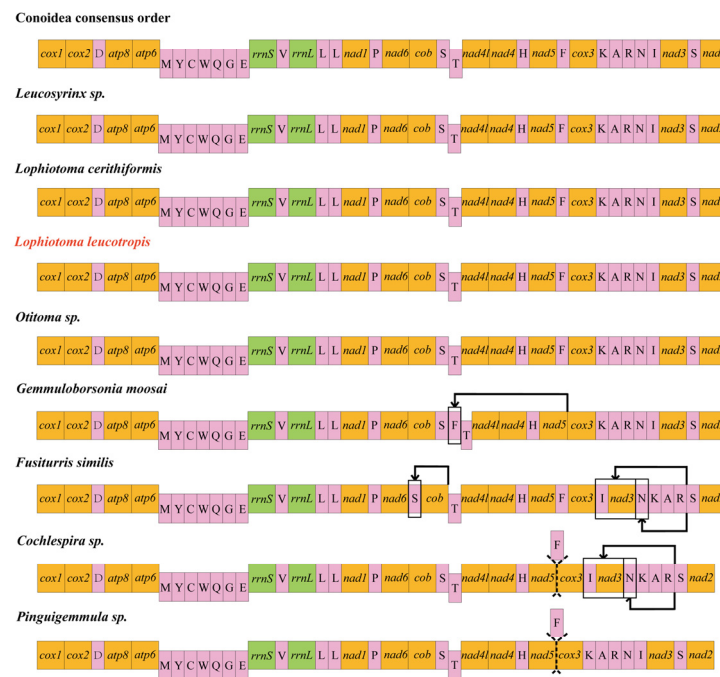 Conoidea consensus order
cox1 cox2 D atp8 atp6 M Y C W Q G E rrnS V rrnL L L nad1 P nad6 cob S T nad4l nad4 H nad5 F cox3 K A R N I nad3 S nad
Leucosyrinx sp.
cox1 cox2 D atp8 atp6 M Y C W Q G E rrnS V rrnL L L nad1 P nad6 cob S T nad4l nad4 H nad5 F cox3 K A R N I nad3 S nad
Lophiotoma cerithiformis
cox1 cox2 D atp8 atp6 M Y C W Q G E rrnS V rrnL L L nad1 P nad6 cob S T nad4l nad4 H nad5 F cox3 K A R N I nad3 S nad
Lophiotoma leucotropis
cox1 cox2 D atp8 atp6 M Y C W Q G E rrnS V rrnL L L nad1 P nad6 cob S T nad4l nad4 H nad5 F cox3 K A R N I nad3 S nad
Otitoma sp.
cox1 cox2 D atp8 atp6 M Y C W Q G E rrnS V rrnL L L nad1 P nad6 cob S T nad4l nad4 H nad5 F cox3 K A R N I nad3 S nad
Gemmuloborsonia moosai
cox1 cox2 D atp8 atp6 M Y C W Q G E rrnS V rrnL L L nad1 P nad6 cob S F T nad4l nad4 H nad5 cox3 K A R N I nad3 S nad
Fusiturris similis
cox1 cox2 D atp8 atp6 M Y C W Q G E rrnS V rrnL L L nad1 P nad6 S cob T nad4l nad4 H nad5 F cox3 I nad3 N K A R S nad
Cochlespira sp.
F
cox1 cox2 D atp8 atp6 M Y C W Q G E rrnS V rrnL L L nad1 P nad6 cob S T nad4l nad4 H nad5 cox3 I nad3 N K A R S nad2
Pinguigemmula sp.
F
cox1 cox2 D atp8 atp6 M Y C W Q G E rrnS V rrnL L L nad1 P nad6 cob S T nad4l nad4 H nad5 cox3 K A R N I nad3 S nad2